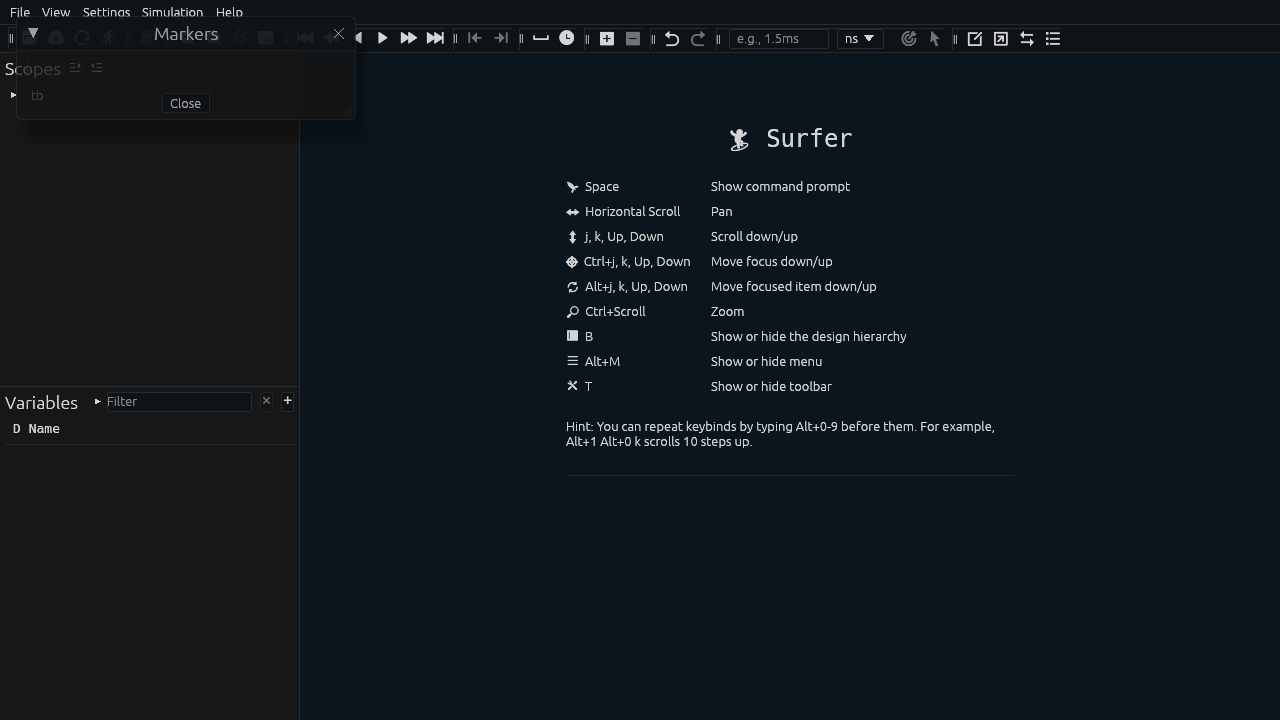 File View Settings Simulation Help
Markers
e.g., 1.5ms ns
Scopes
tb
Close
Surfer
Space Show command prompt
Horizontal Scroll Pan
j, k, Up, Down Scroll down/up
Ctrl+j, k, Up, Down Move focus down/up
Alt+j, k, Up, Down Move focused item down/up
Ctrl+Scroll Zoom
B Show or hide the design hierarchy
Alt+M Show or hide menu
T Show or hide toolbar
Variables Filter
D Name
Hint: You can repeat keybinds by typing Alt+0-9 before them. For example,
Alt+1 Alt+0 k scrolls 10 steps up.